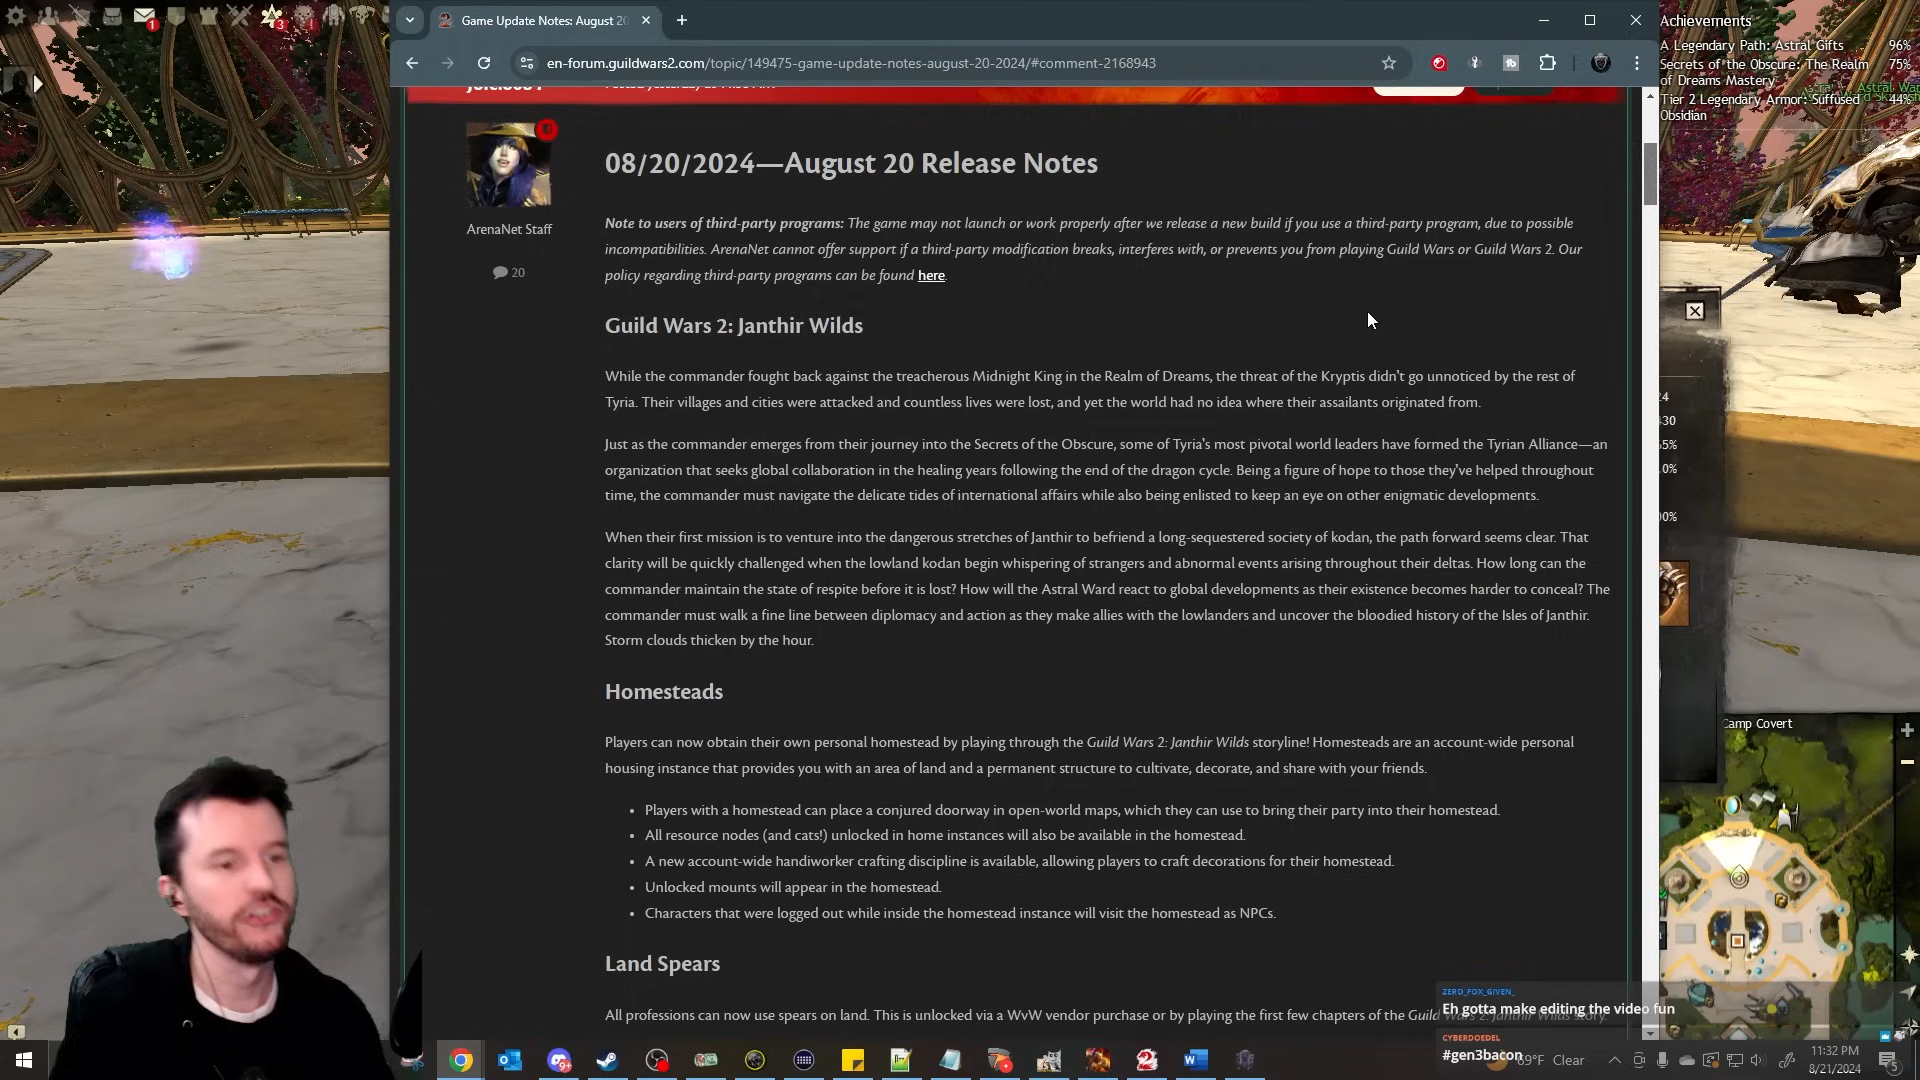 Game Update Notes: August 20
en-forum.guildwars2.com/topic/149475-game-update-notes-august-20-2024/#comment-2168943
08/20/2024—August 20 Release Notes
ArenaNet Staff
20
Note to users of third-party programs: The game may not launch or work properly after we release a new build if you use a third-party program, due to possible
incompatibilities. ArenaNet cannot offer support if a third-party modification breaks, interferes with, or prevents you from playing Guild Wars or Guild Wars 2. Our
policy regarding third-party programs can be found here.
Guild Wars 2: Janthir Wilds
While the commander fought back against the treacherous Midnight King in the Realm of Dreams, the threat of the Kryptis didn't go unnoticed by the rest of
Tyria. Their villages and cities were attacked and countless lives were lost, and yet the world had no idea where their assailants originated from.
Just as the commander emerges from their journey into the Secrets of the Obscure, some of Tyria's most pivotal world leaders have formed the Tyrian Alliance—an
organization that seeks global collaboration in the healing years following the end of the dragon cycle. Being a figure of hope to those they've helped throughout
time, the commander must navigate the delicate tides of international affairs while also being enlisted to keep an eye on other enigmatic developments.
When their first mission is to venture into the dangerous stretches of Janthir to befriend a long-sequestered society of kodan, the path forward seems clear. That
clarity will be quickly challenged when the lowland kodan begin whispering of strangers and abnormal events arising throughout their deltas. How long can the
commander maintain the state of respite before it is lost? How will the Astral Ward react to global developments as their existence becomes harder to conceal? The
commander must walk a fine line between diplomacy and action as they make allies with the lowlanders and uncover the bloodied history of the Isles of Janthir.
Storm clouds thicken by the hour.
Homesteads
Players can now obtain their own personal homestead by playing through the Guild Wars 2: Janthir Wilds storyline! Homesteads are an account-wide personal
housing instance that provides you with an area of land and a permanent structure to cultivate, decorate, and share with your friends.
• Players with a homestead can place a conjured doorway in open-world maps, which they can use to bring their party into their homestead.
• All resource nodes (and cats!) unlocked in home instances will also be available in the homestead.
• A new account-wide handiworker crafting discipline is available, allowing players to craft decorations for their homestead.
• Unlocked mounts will appear in the homestead.
• Characters that were logged out while inside the homestead instance will visit the homestead as NPCs.
Land Spears
All professions can now use spears on land. This is unlocked via a WvW vendor purchase or by playing the first few chapters of the Guild Wars 2: Janthir Wilds story.
Achievements
A Legendary Path: Astral Gifts 96%
Secrets of the Obscure: The Realm 75%
of Dreams Mastery
Tier 2 Legendary Armor: Suffused 44%
Obsidian
Camp Covert
ZERO_FOX_GIVEN_
Eh gotta make editing the video fun
CYBERDOEDEL
#gen3bacon
89°F Clear
11:32 PM
8/21/2024